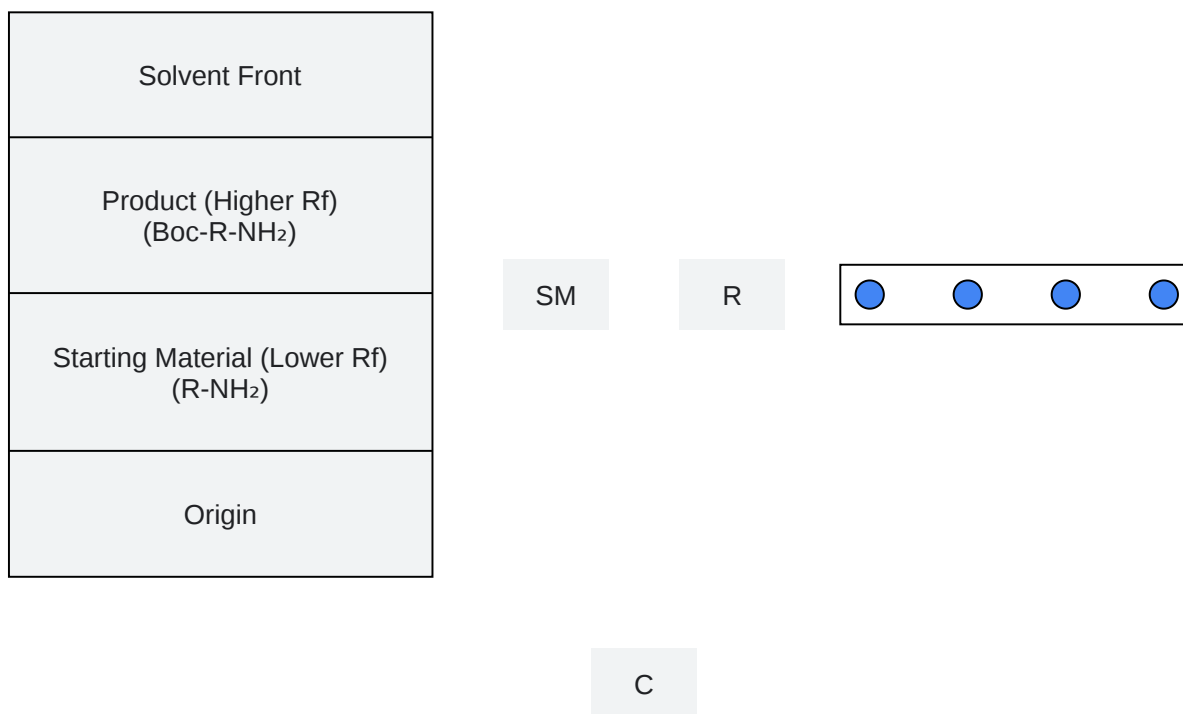 Solvent Front
Product (Higher Rf)
(Boc-R-NH₂)
Starting Material (Lower Rf)
(R-NH₂)
Origin
SM
R
C